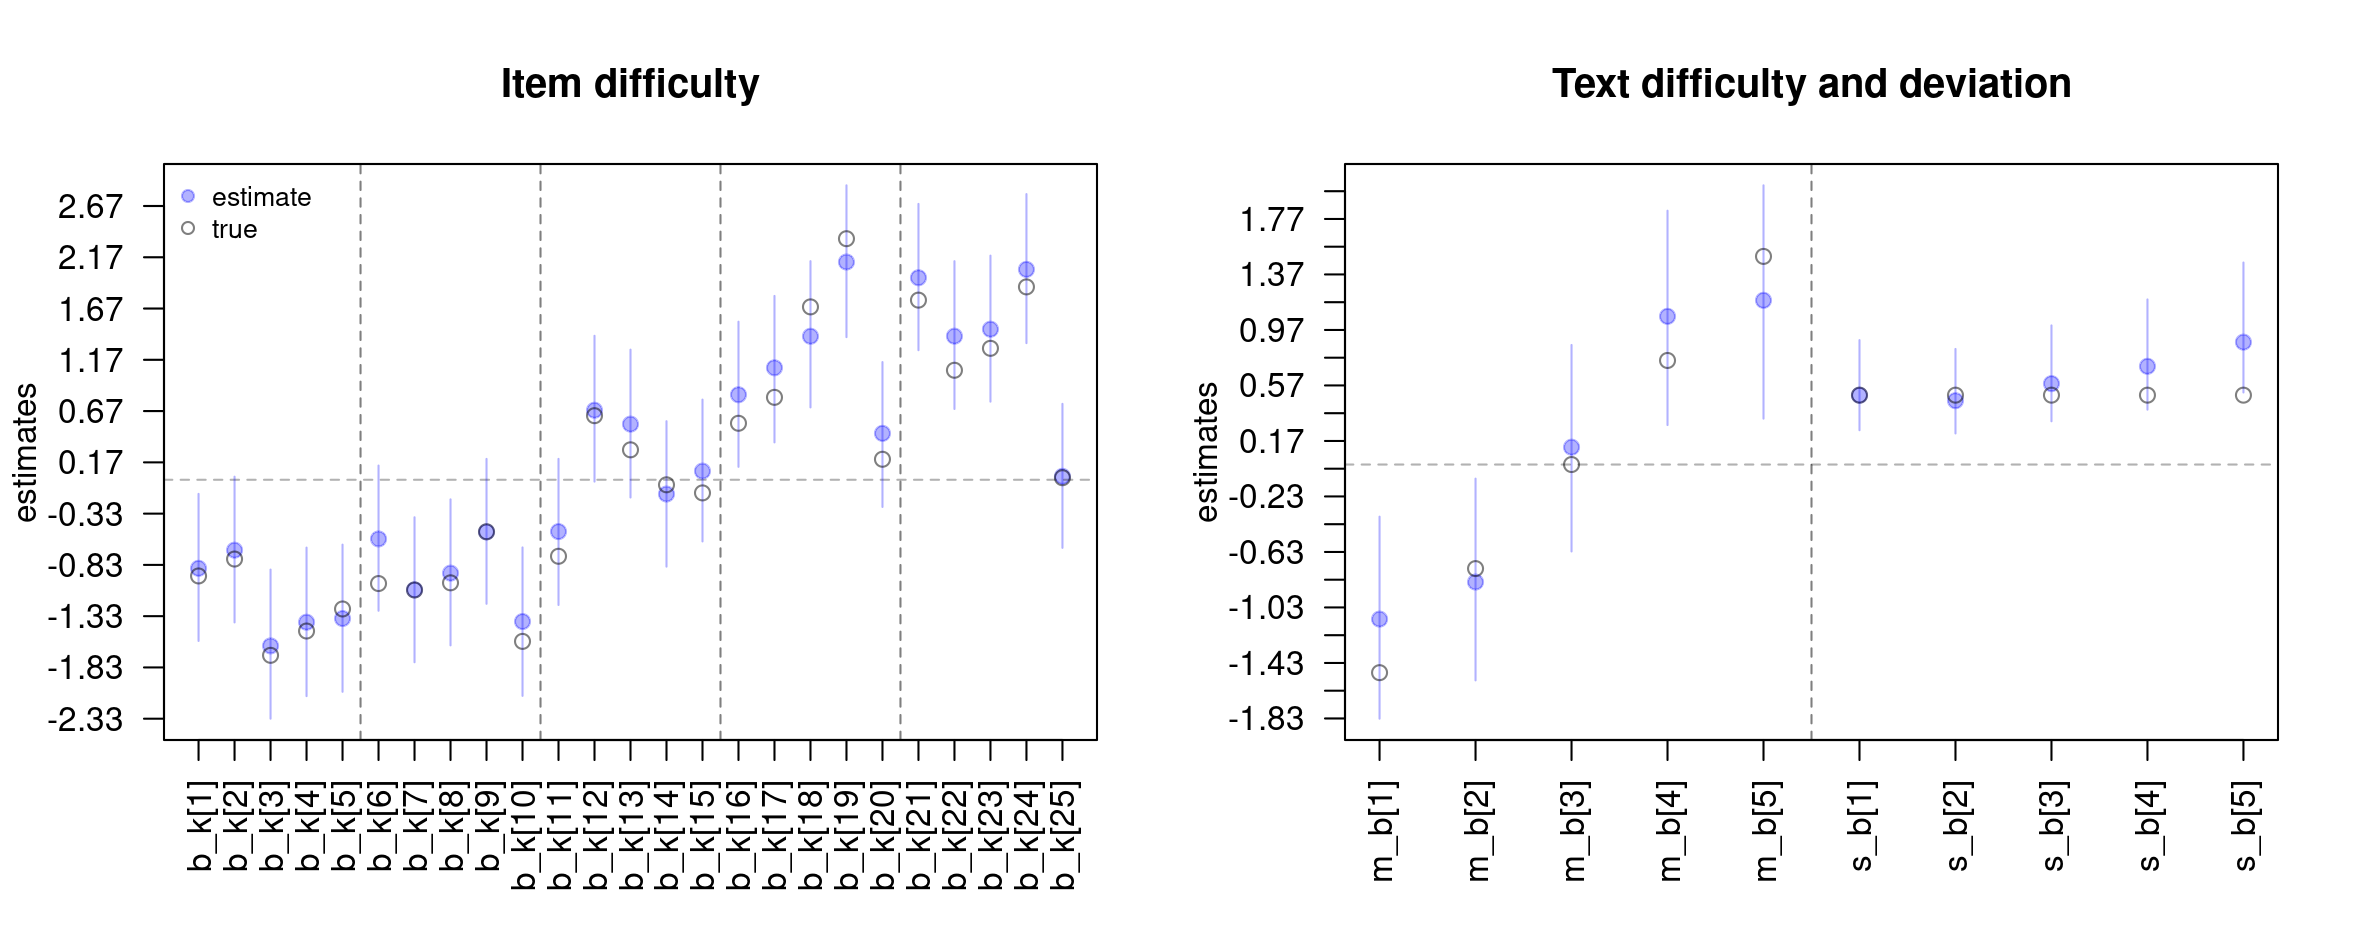 Item difficulty
estimate
true
estimates
2.67
2.17
1.67
1.17
0.67
0.17
-0.33
-0.83
-1.33
-1.83
-2.33
b_k[1]
b_k[2]
b_k[3]
b_k[4]
b_k[5]
b_k[6]
b_k[7]
b_k[8]
b_k[9]
b_k[10]
b_k[11]
b_k[12]
b_k[13]
b_k[14]
b_k[15]
b_k[16]
b_k[17]
b_k[18]
b_k[19]
b_k[20]
b_k[21]
b_k[22]
b_k[23]
b_k[24]
b_k[25]
Text difficulty and deviation
estimates
1.77
1.37
0.97
0.57
0.17
-0.23
-0.63
-1.03
-1.43
-1.83
m_b[1]
m_b[2]
m_b[3]
m_b[4]
m_b[5]
s_b[1]
s_b[2]
s_b[3]
s_b[4]
s_b[5]